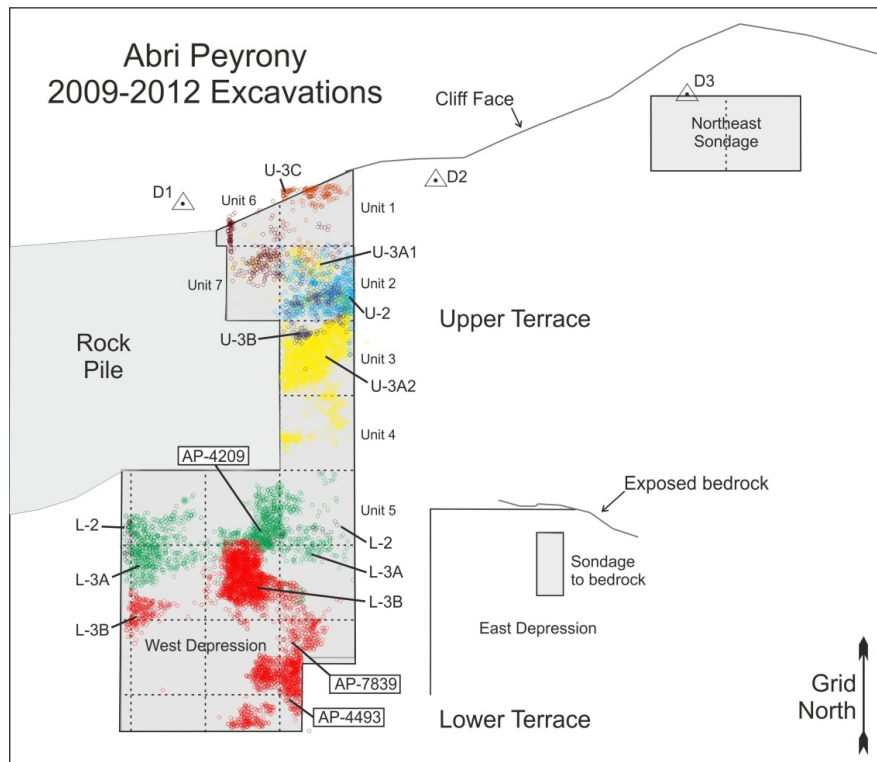 Abri Peyrony
2009-2012 Excavations
D3
Cliff Face
Northeast
Sondage
U-3C
D1
D2
Unit 6
Unit 1
U-3A1
Unit 7
Unit 2
U-2
Upper Terrace
Rock
Pile
U-3B
Unit 3
U-3A2
Unit 4
AP-4209
Exposed bedrock
Unit 5
L-2
L-2
Sondage
to bedrock
L-3A
L-3A
L-3B
L-3B
East Depression
West Depression
AP-7839
Grid
North
AP-4493
Lower Terrace